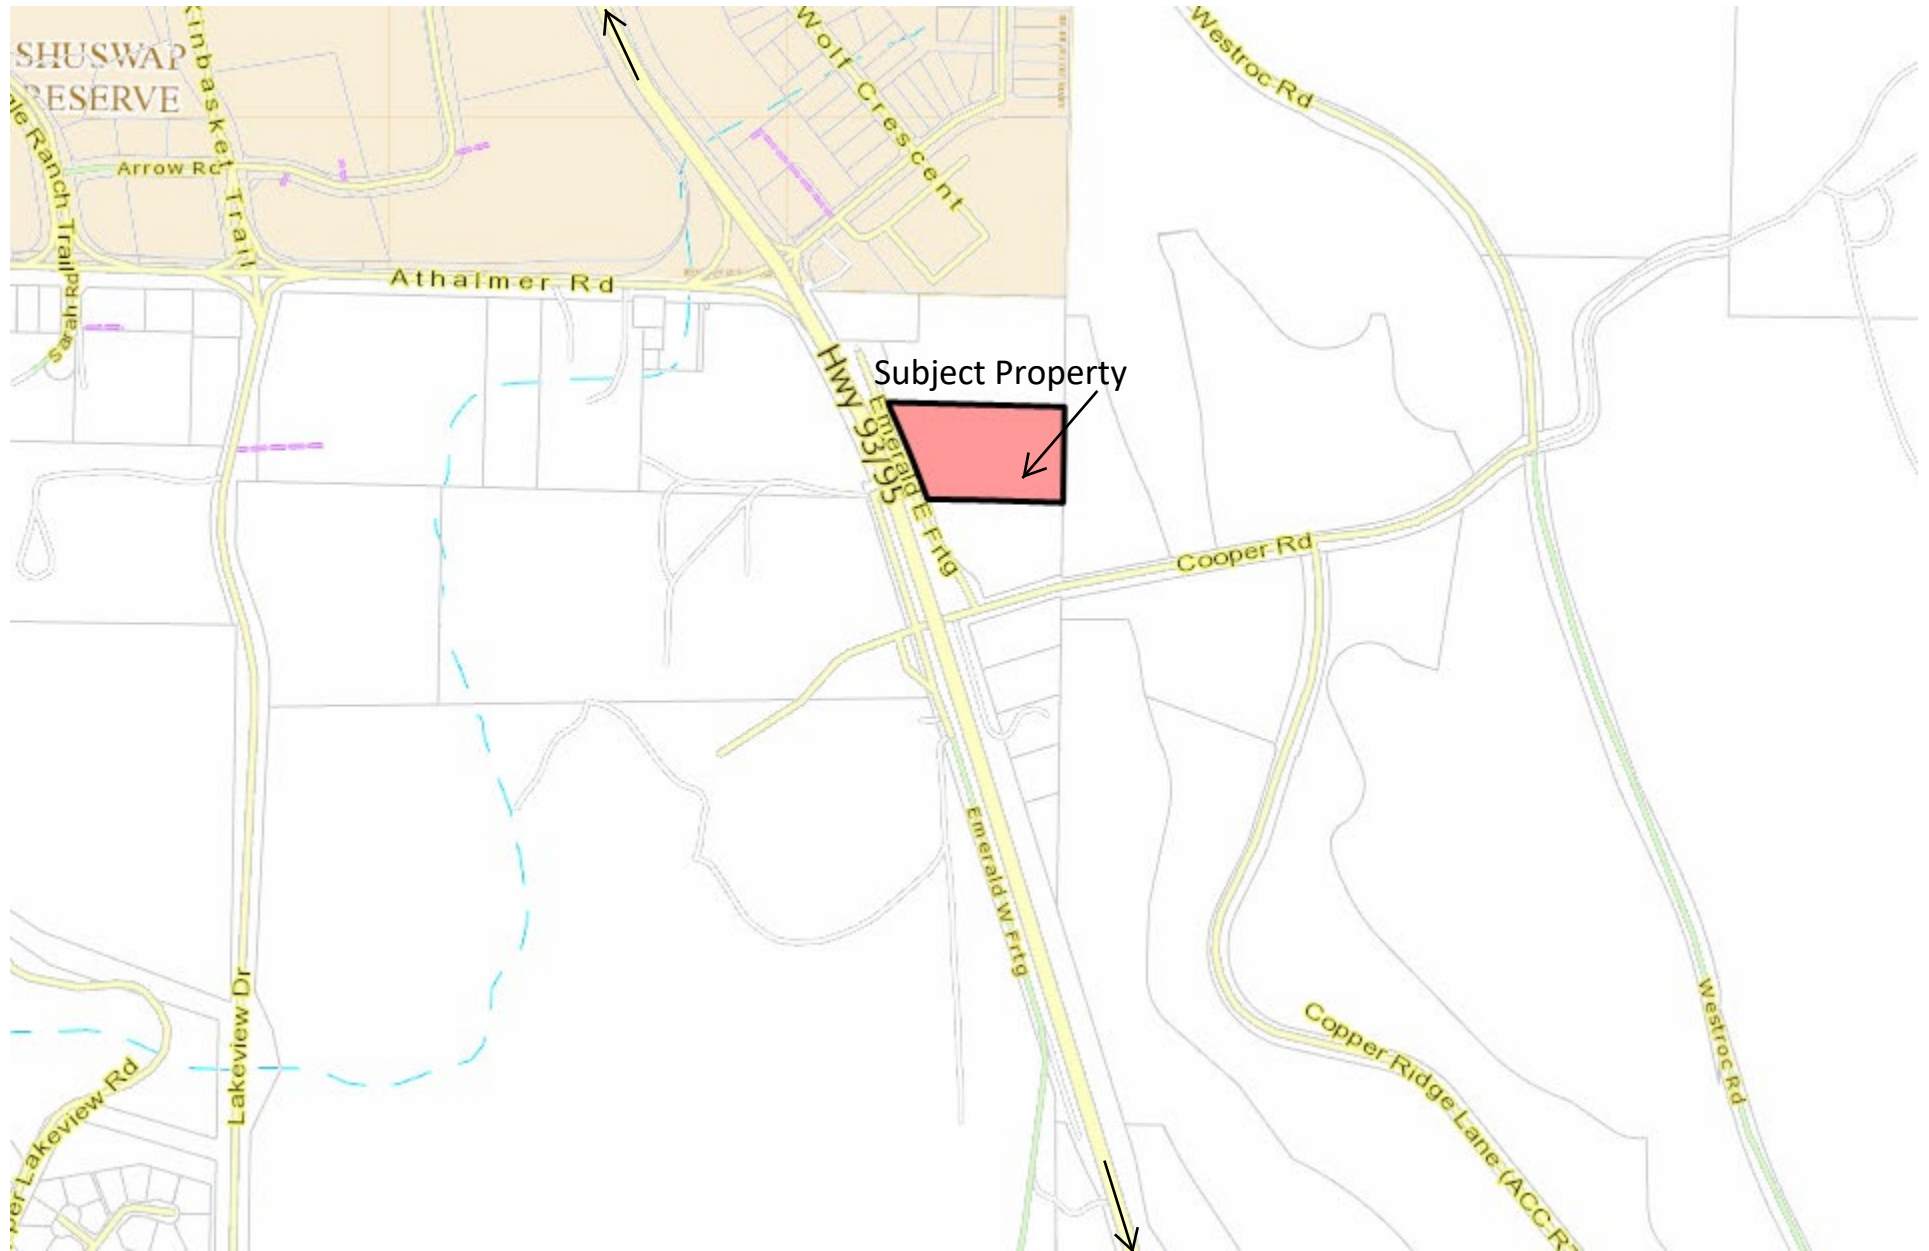 SHUSWAP
RESERVE
Kinbasket Trail
Wolf Crescent
Westroc Rd
Ranch Trail
Arrow Rd
Sarah Rd
Athalmer Rd
Hwy 93/95
Subject Property
Emerald E Frtg
Cooper Rd
Emerald W Frtg
Lakeview Dr
Lakeview Rd
Copper Ridge Lane (ACC
Westroc Rd